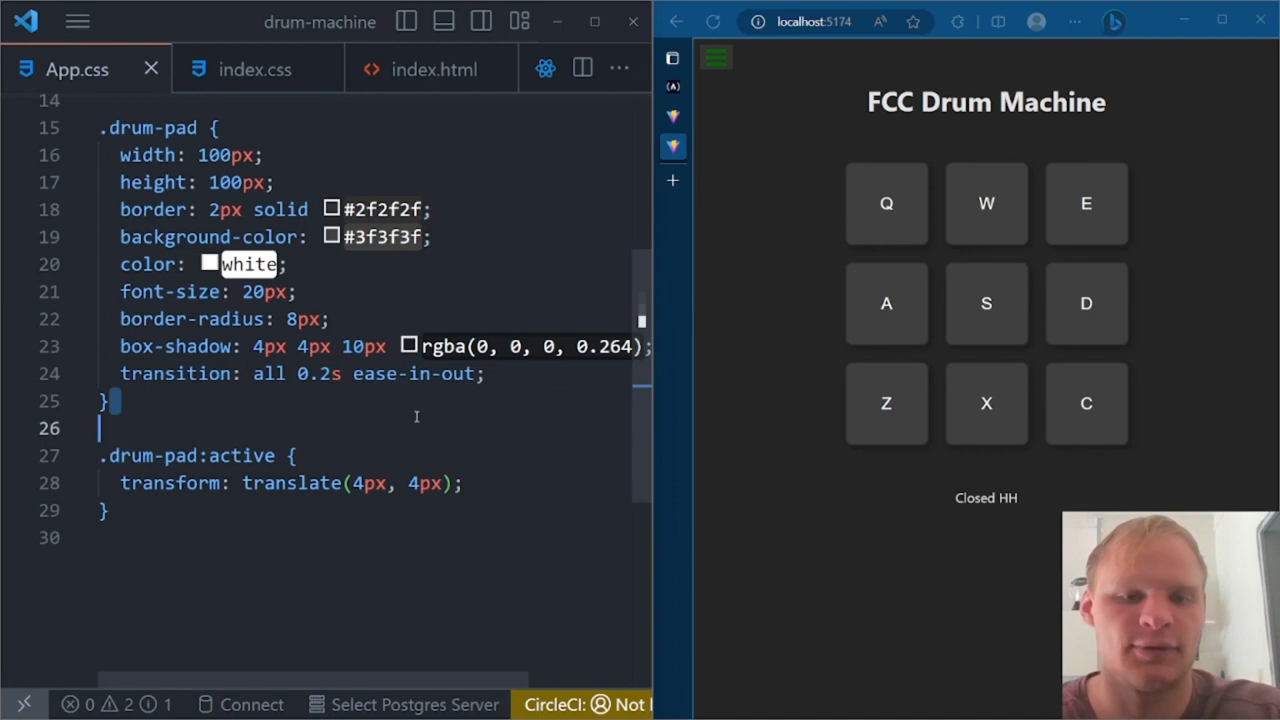 drum-machine
App.css
index.css
index.html
14
15 .drum-pad {
16 width: 100px;
17 height: 100px;
18 border: 2px solid #2f2f2f;
19 background-color: #3f3f3f;
20 color: white;
21 font-size: 20px;
22 border-radius: 8px;
23 box-shadow: 4px 4px 10px rgba(0, 0, 0, 0.264);
24 transition: all 0.2s ease-in-out;
25 }
26
27 .drum-pad:active {
28 transform: translate(4px, 4px);
29 }
30
0 2 1 Connect Select Postgres Server CircleCI: Not l
localhost:5174
FCC Drum Machine
Q W E
A S D
Z X C
Closed HH